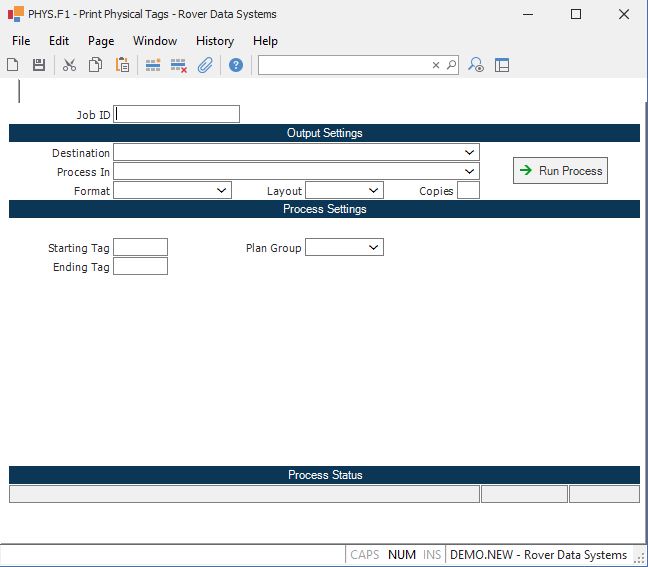 PHYS.F1 - Print Physical Tags - Rover Data Systems
File Edit Page Window History Help
Job ID
Output Settings
Destination
Process In
Run Process
Format Layout Copies
Process Settings
Starting Tag Plan Group
Ending Tag
Process Status
CAPS NUM INS DEMO.NEW - Rover Data Systems